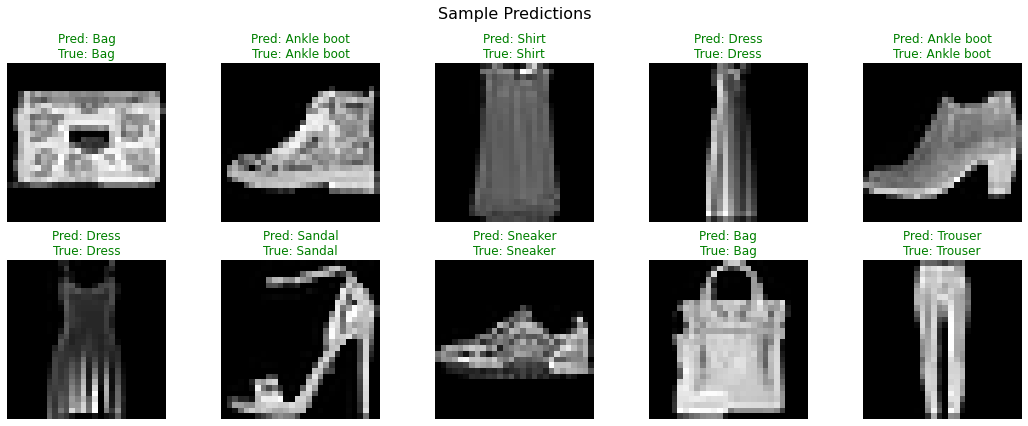 Sample Predictions
Pred: Bag
True: Bag
Pred: Ankle boot
True: Ankle boot
Pred: Shirt
True: Shirt
Pred: Dress
True: Dress
Pred: Ankle boot
True: Ankle boot
Pred: Dress
True: Dress
Pred: Sandal
True: Sandal
Pred: Sneaker
True: Sneaker
Pred: Bag
True: Bag
Pred: Trouser
True: Trouser